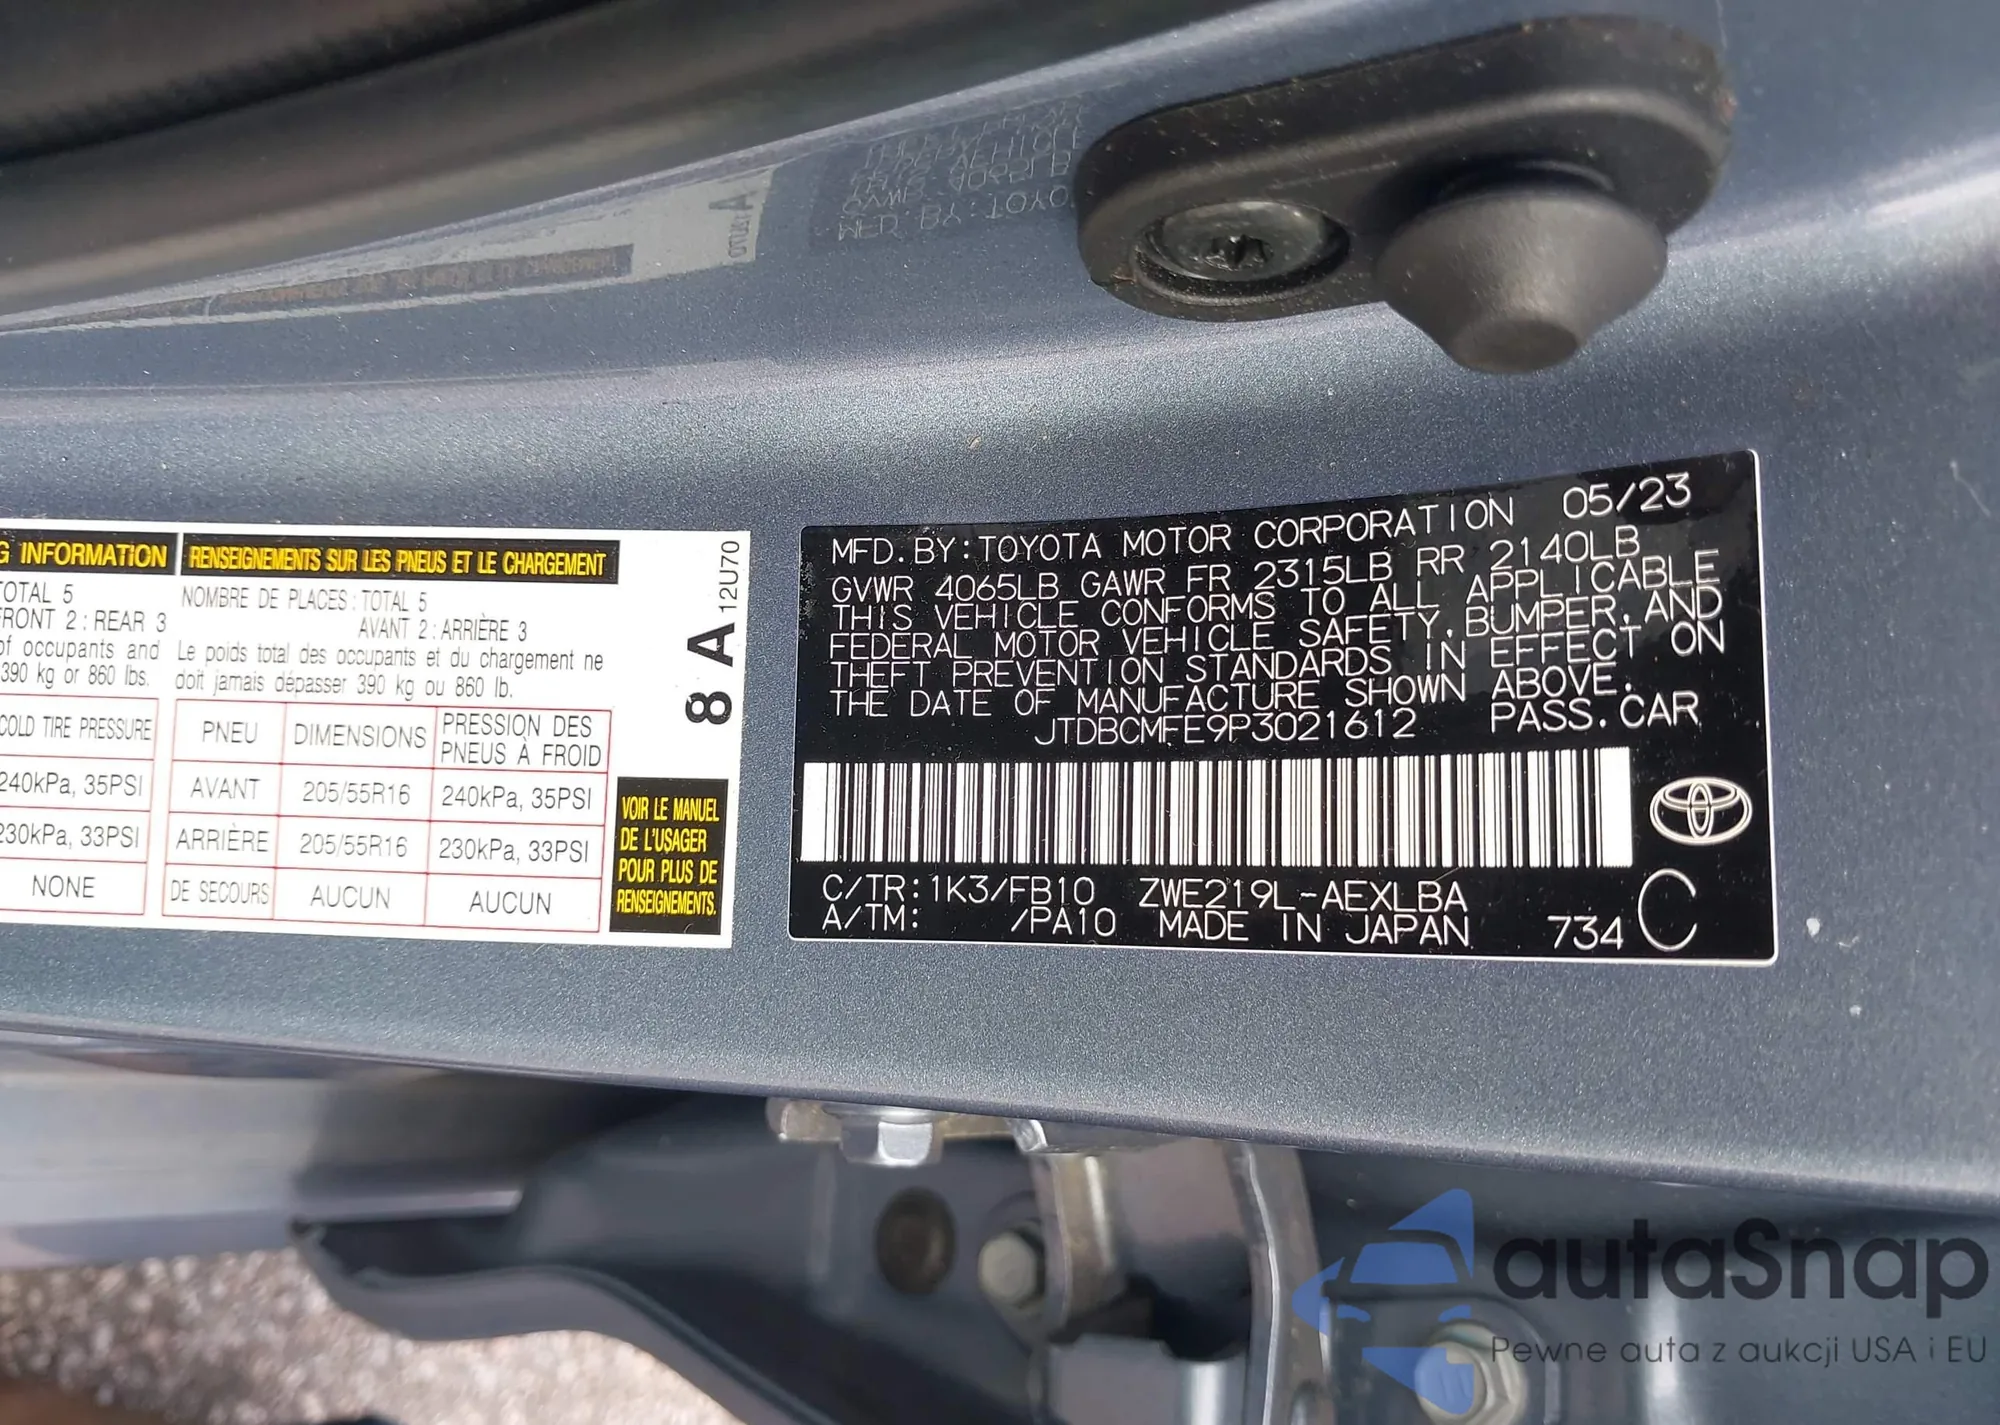 G INFORMATION
TOTAL 5
FRONT 2 : REAR 3
of occupants and
390 kg or 860 lbs.
COLD TIRE PRESSURE
240kPa, 35PSI
230kPa, 33PSI
NONE
RENSEIGNEMENTS SUR LES PNEUS ET LE CHARGEMENT
NOMBRE DE PLACES : TOTAL 5
AVANT 2 : ARRIÈRE 3
Le poids total des occupants et du chargement ne
doit jamais dépasser 390 kg ou 860 lb.
PNEU DIMENSIONS PRESSION DES PNEUS À FROID
AVANT 205/55R16 240kPa, 35PSI
ARRIÈRE 205/55R16 230kPa, 33PSI
DE SECOURS AUCUN AUCUN
8 A 12U70
VOIR LE MANUEL
DE L'USAGER
POUR PLUS DE
RENSEIGNEMENTS.
MFD.BY:TOYOTA MOTOR CORPORATION 05/23
GVWR 4065LB GAWR FR 2315LB RR 2140LB
THIS VEHICLE CONFORMS TO ALL APPLICABLE
FEDERAL MOTOR VEHICLE SAFETY,BUMPER,AND
THEFT PREVENTION STANDARDS IN EFFECT ON
THE DATE OF MANUFACTURE SHOWN ABOVE.
JTDBCMFE9P3021612 PASS.CAR
C/TR:1K3/FB10 ZWE219L-AEXLBA
A/TM: /PA10 MADE IN JAPAN 734 C
autaSnap
Pewne auta z aukcji USA i EU